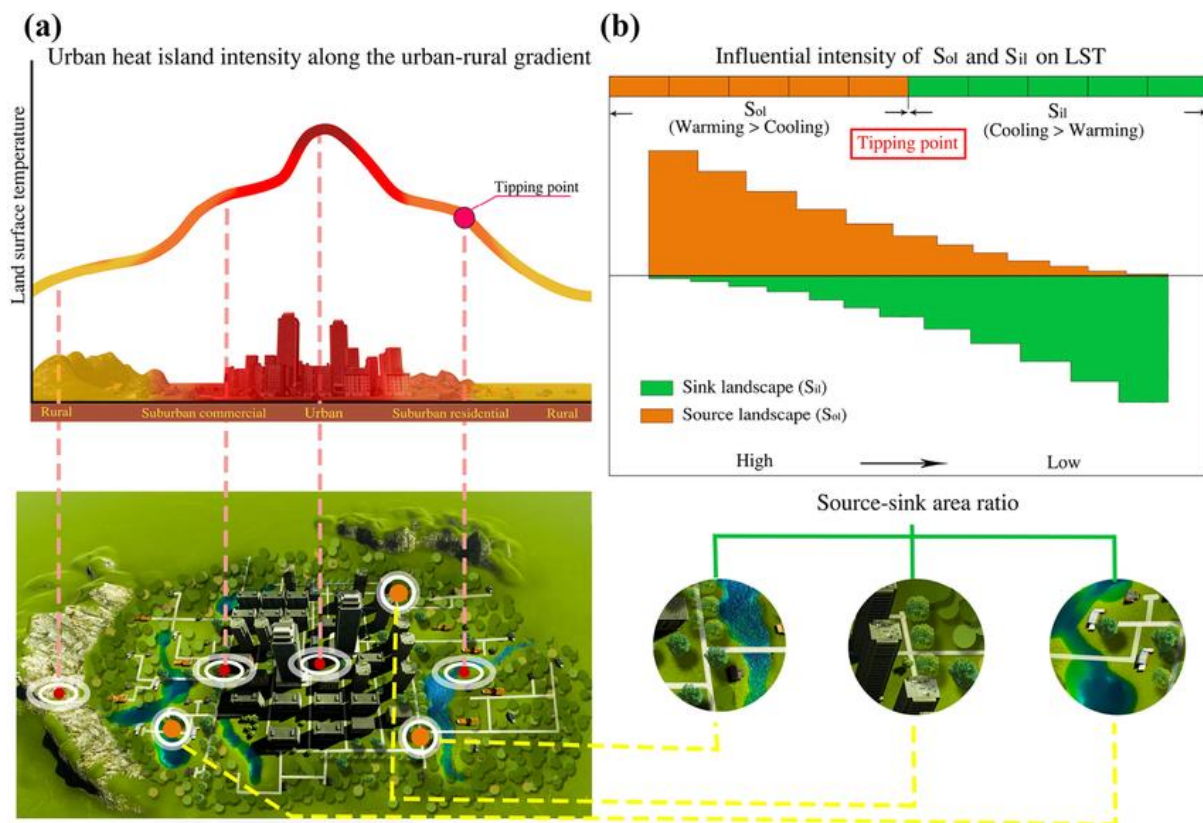 (a)
Urban heat island intensity along the urban-rural gradient
Land surface temperature
Tipping point
Rural
Suburban commercial
Urban
Suburban residential
Rural
(b)
Influential intensity of Sol and Sil on LST
Sol
(Warming > Cooling)
Sil
(Cooling > Warming)
Tipping point
Sink landscape (Sil)
Source landscape (Sol)
High
Low
Source-sink area ratio